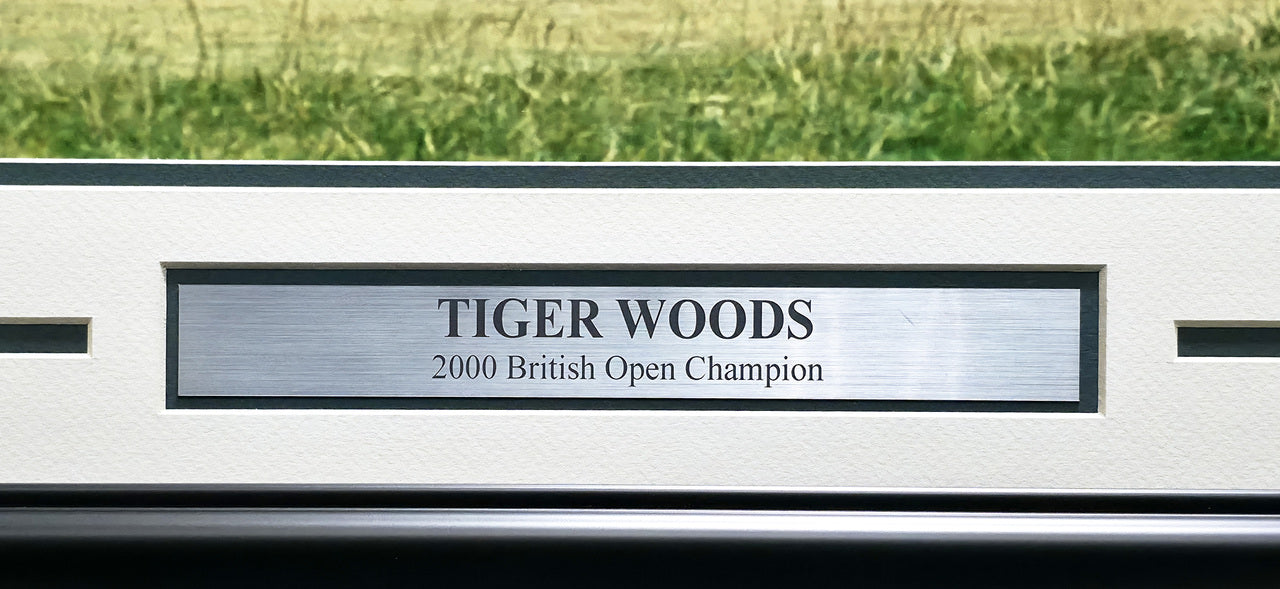 TIGER WOODS
2000 British Open Champion